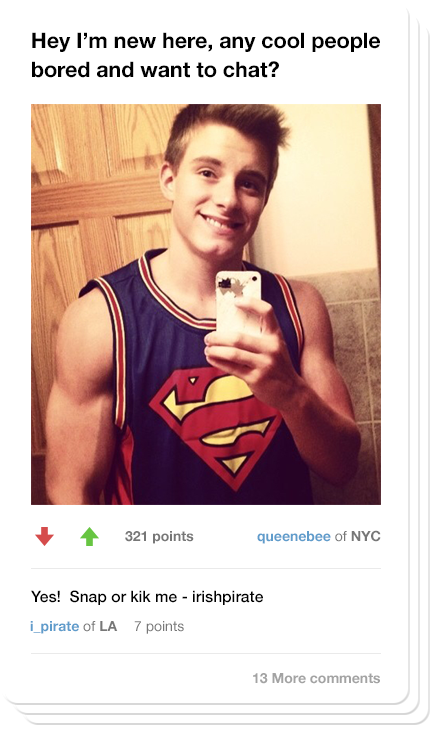 Hey I’m new here, any cool people
bored and want to chat?
321 points
queenebee of NYC
Yes!  Snap or kik me - irishpirate
i_pirate of LA
7 points
13 More comments